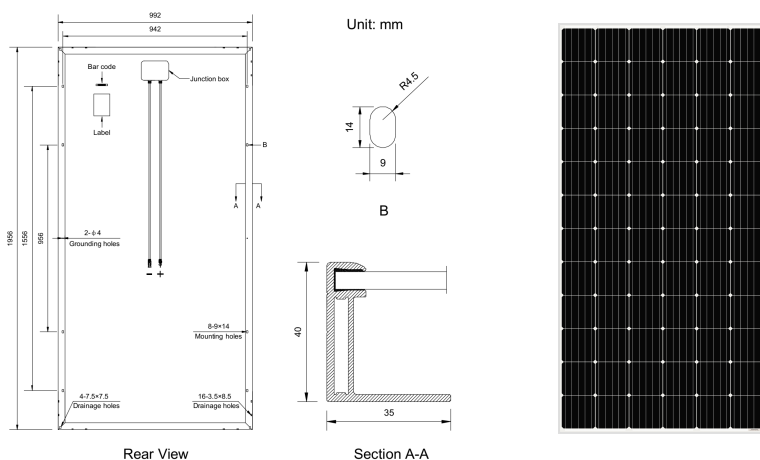 992
942
Unit: mm
Bar code
Junction box
Label
R4.5
14
9
B
B
A
A
1956
1556
956
2-ϕ4
Grounding holes
− +
40
35
8-9×14
Mounting holes
4-7.5×7.5
Drainage holes
16-3.5×8.5
Drainage holes
Rear View
Section A-A